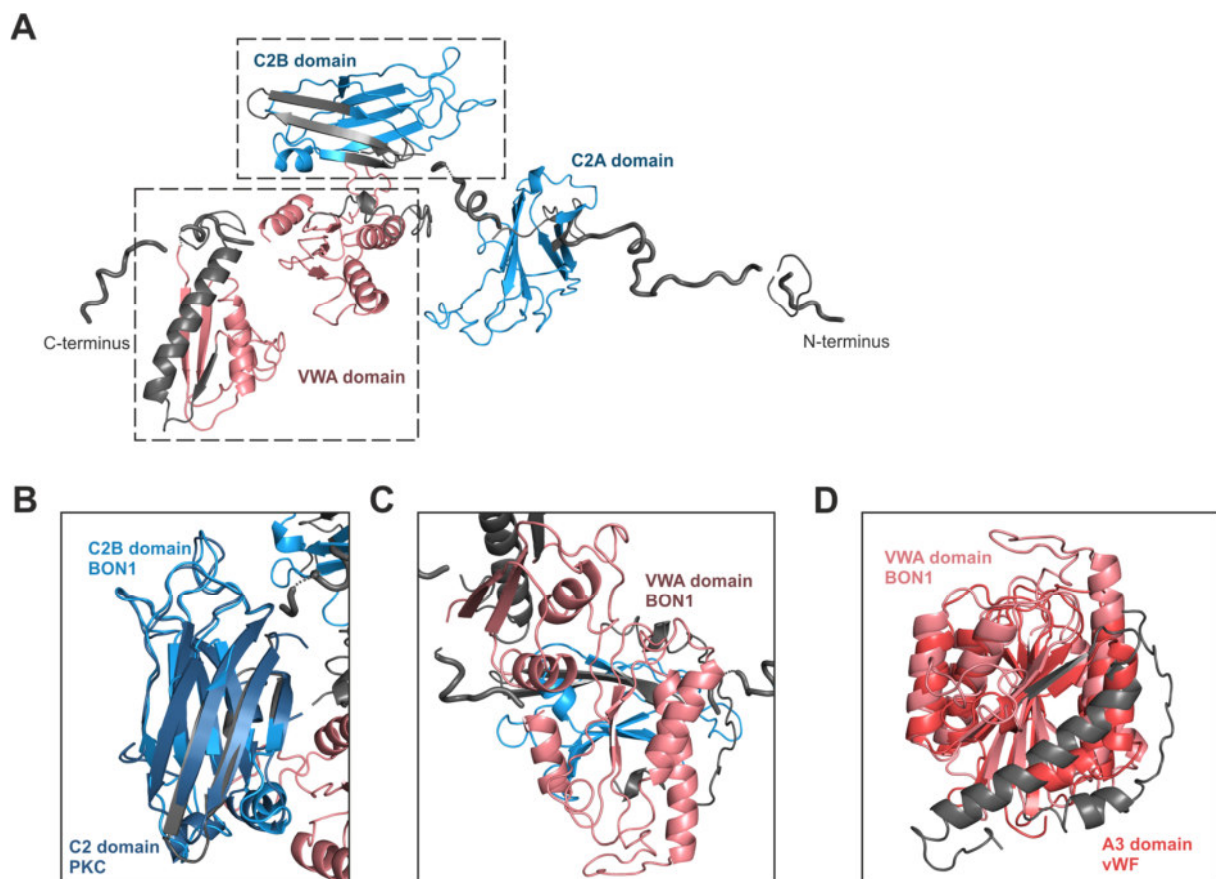 A
C2B domain
C2A domain
C-terminus
N-terminus
VWA domain
B
C2B domain
BON1
C2 domain
PKC
C
VWA domain
BON1
D
VWA domain
BON1
A3 domain
vWF